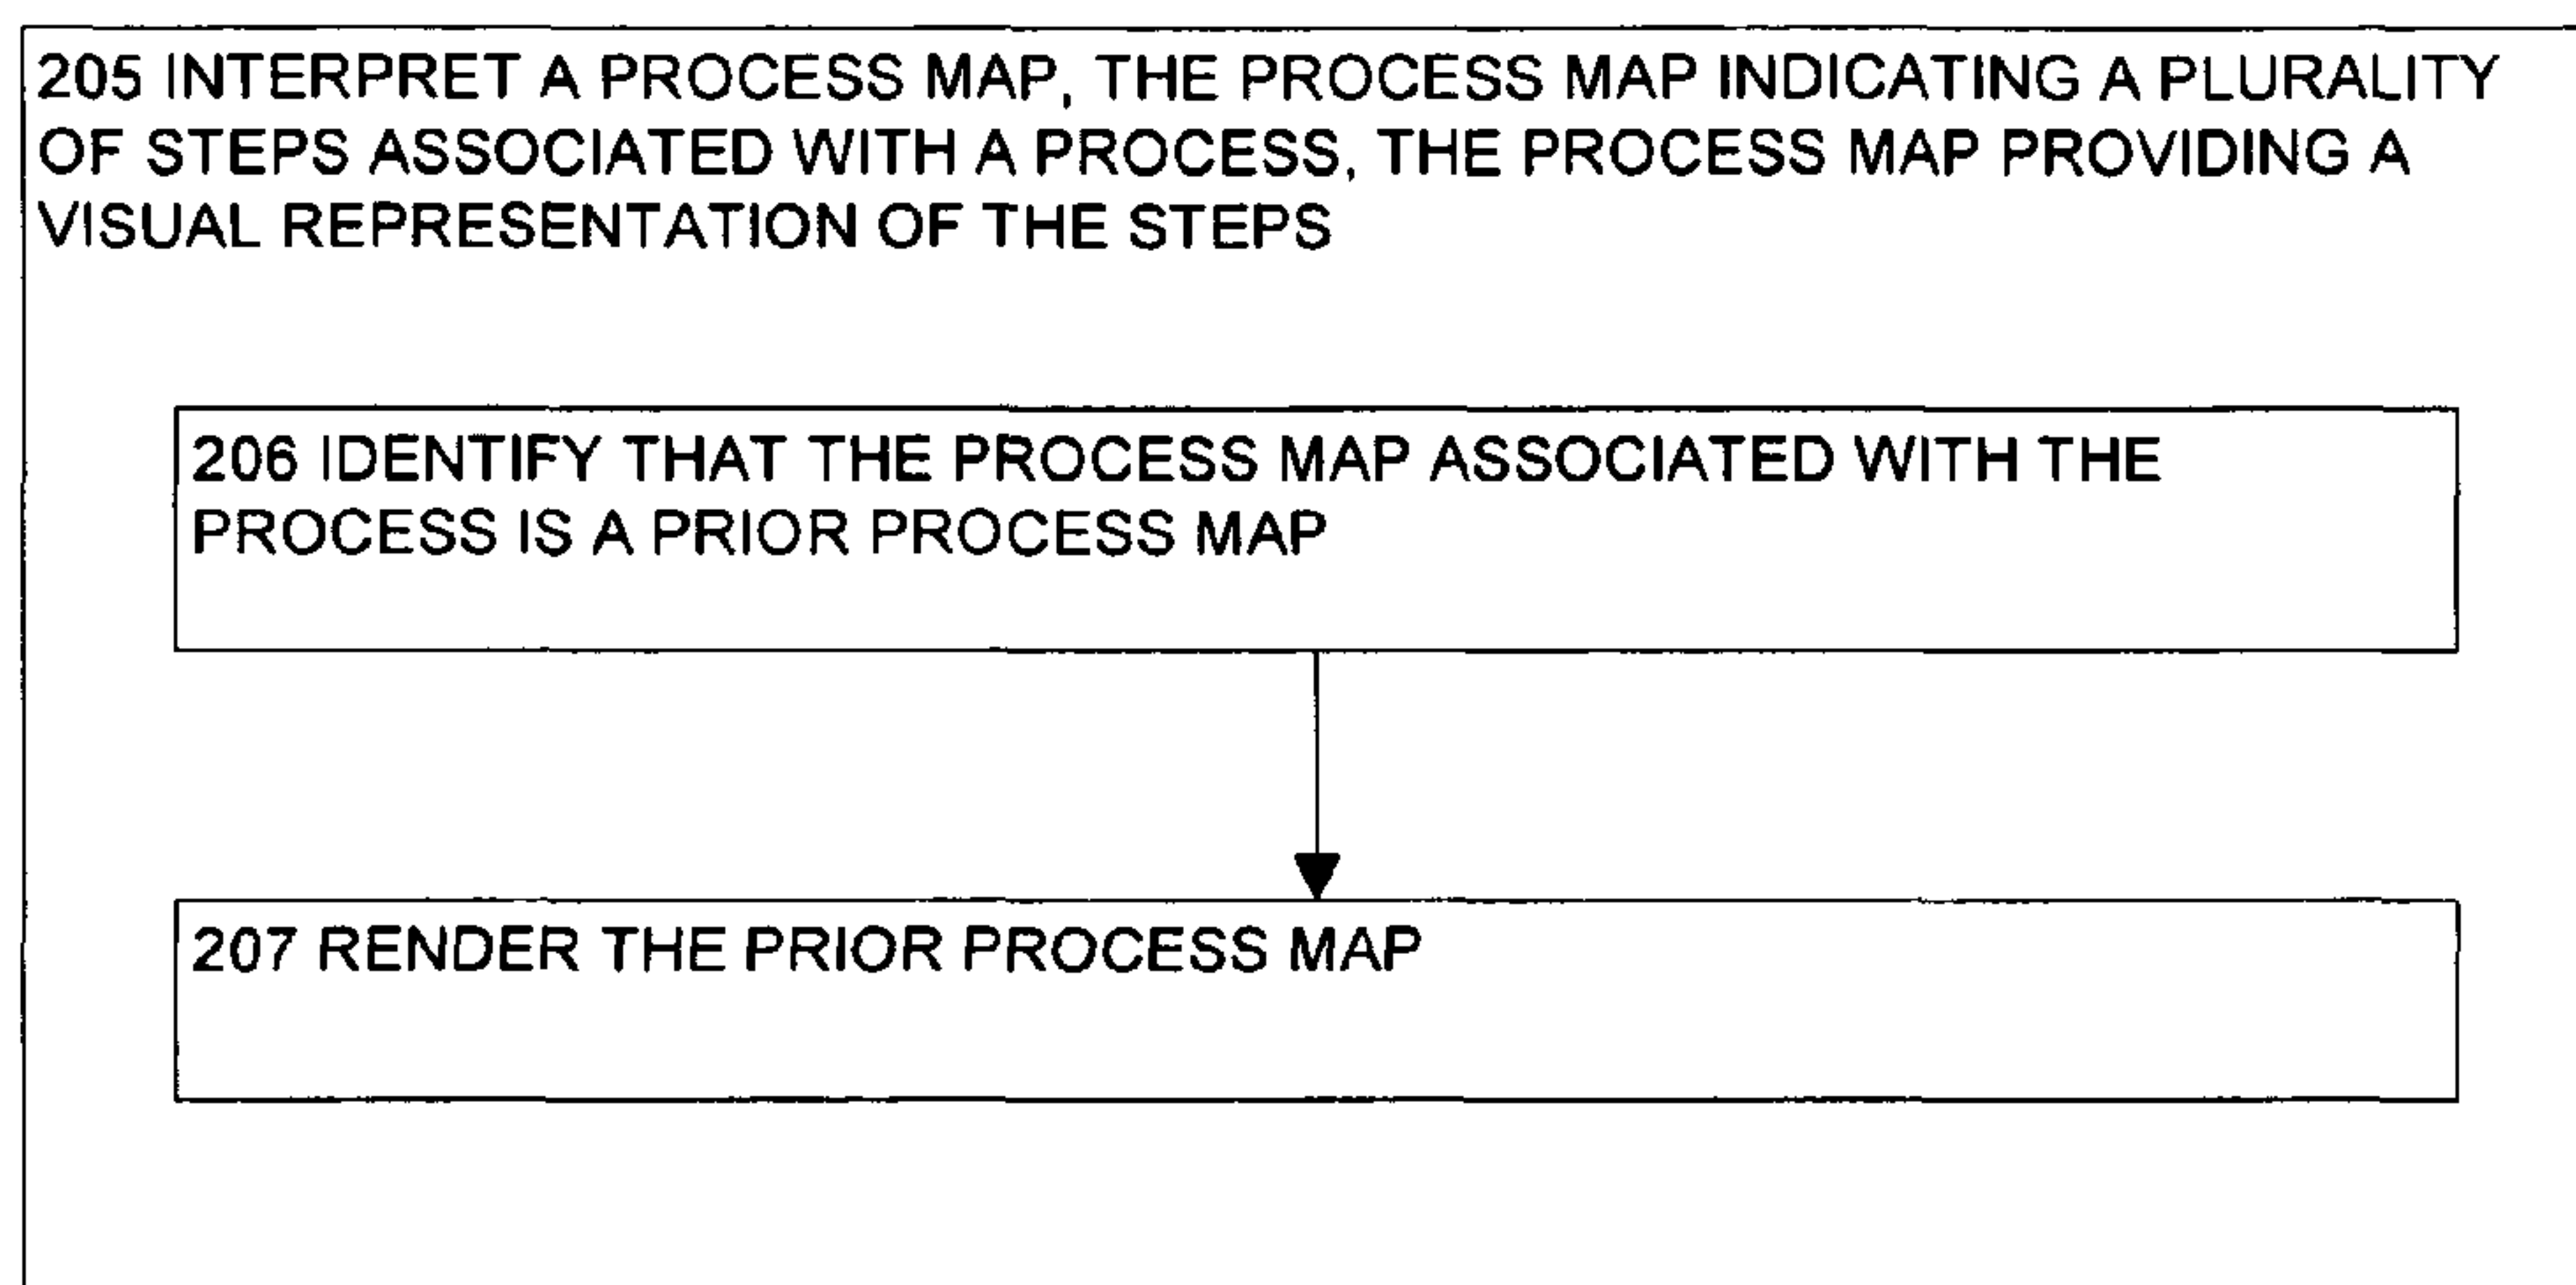 205 INTERPRET A PROCESS MAP, THE PROCESS MAP INDICATING A PLURALITY
OF STEPS ASSOCIATED WITH A PROCESS, THE PROCESS MAP PROVIDING A
VISUAL REPRESENTATION OF THE STEPS
206 IDENTIFY THAT THE PROCESS MAP ASSOCIATED WITH THE
PROCESS IS A PRIOR PROCESS MAP
207 RENDER THE PRIOR PROCESS MAP